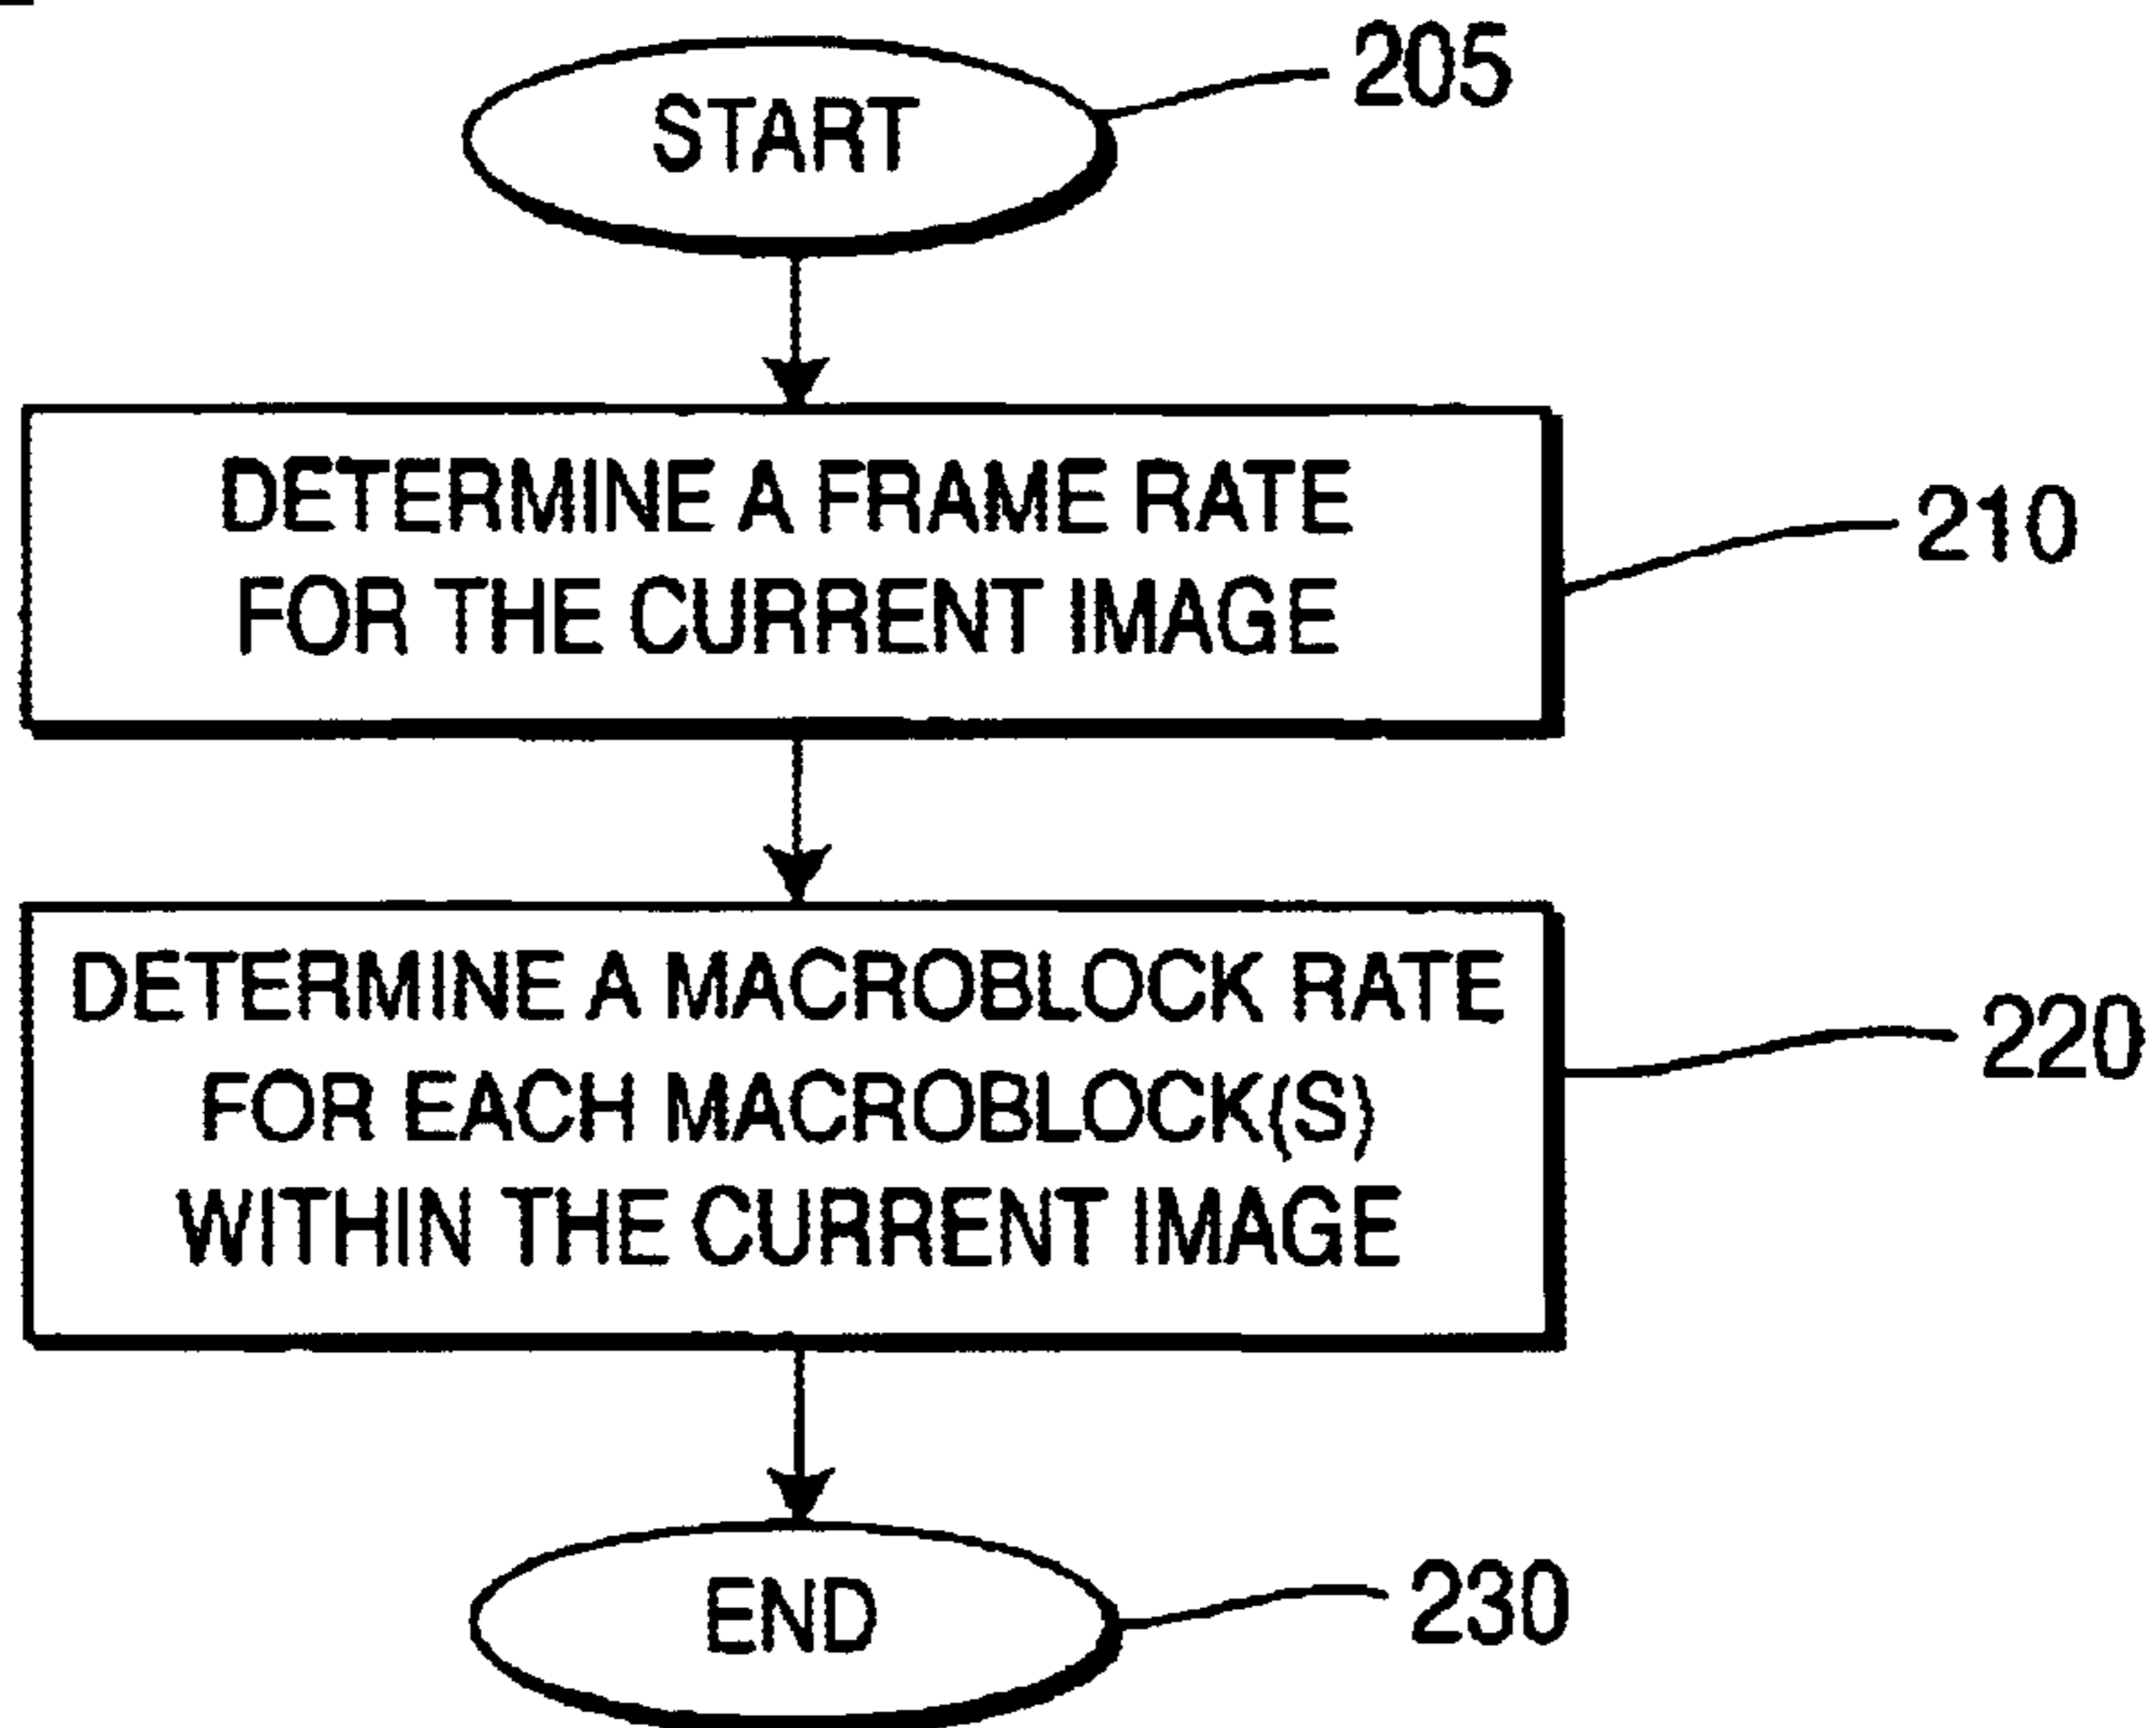 START
205
DETERMINE A FRAME RATE
FOR THE CURRENT IMAGE
210
DETERMINE A MACROBLOCK RATE
FOR EACH MACROBLOCK(S)
WITHIN THE CURRENT IMAGE
220
END
230